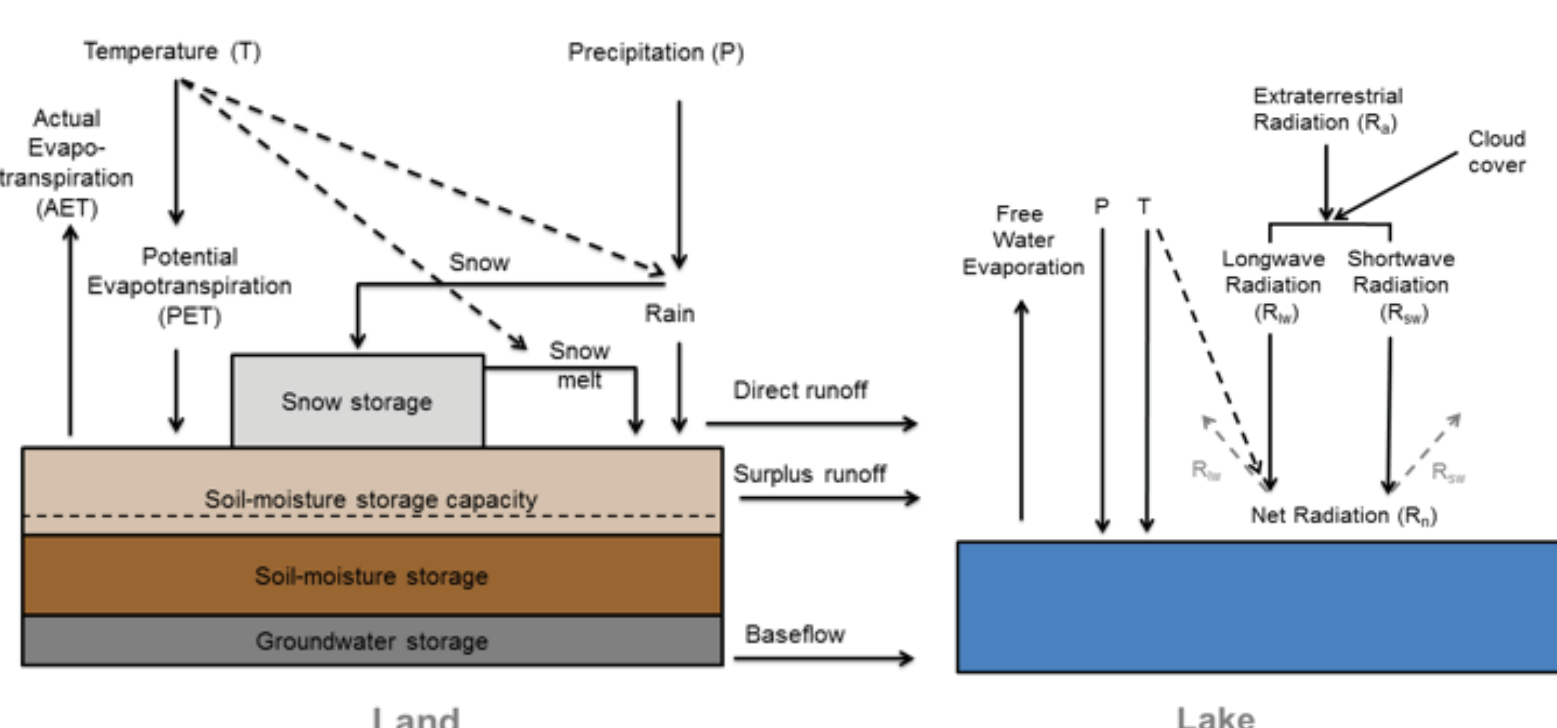 Temperature (T)
Precipitation (P)
Actual
Evapo-
transpiration
(AET)
Potential
Evapotranspiration
(PET)
Snow
Rain
Snow
melt
Snow storage
Direct runoff
Surplus runoff
Soil-moisture storage capacity
Soil-moisture storage
Groundwater storage
Baseflow
Land
Extraterrestrial
Radiation (Ra)
Cloud
cover
Free
Water
Evaporation
P
T
Longwave
Radiation
(Rlw)
Shortwave
Radiation
(Rsw)
Rlw
Rsw
Net Radiation (Rn)
Lake